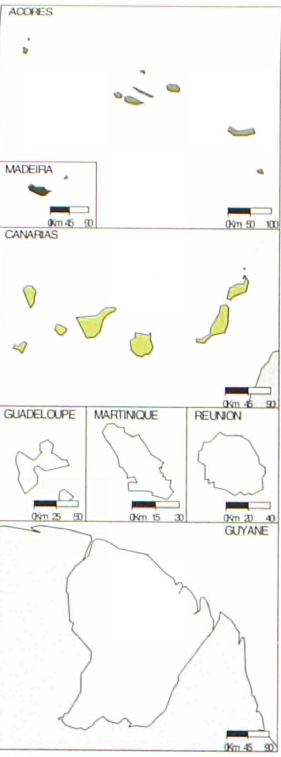 ACORES
MADEIRA
0Km 45 90
0Km 50 100
CANARIAS
0Km 45 90
GUADELOUPE
MARTINIQUE
REUNION
0Km 25 50
0Km 15 30
0Km 20 40
GUYANE
0Km 45 90